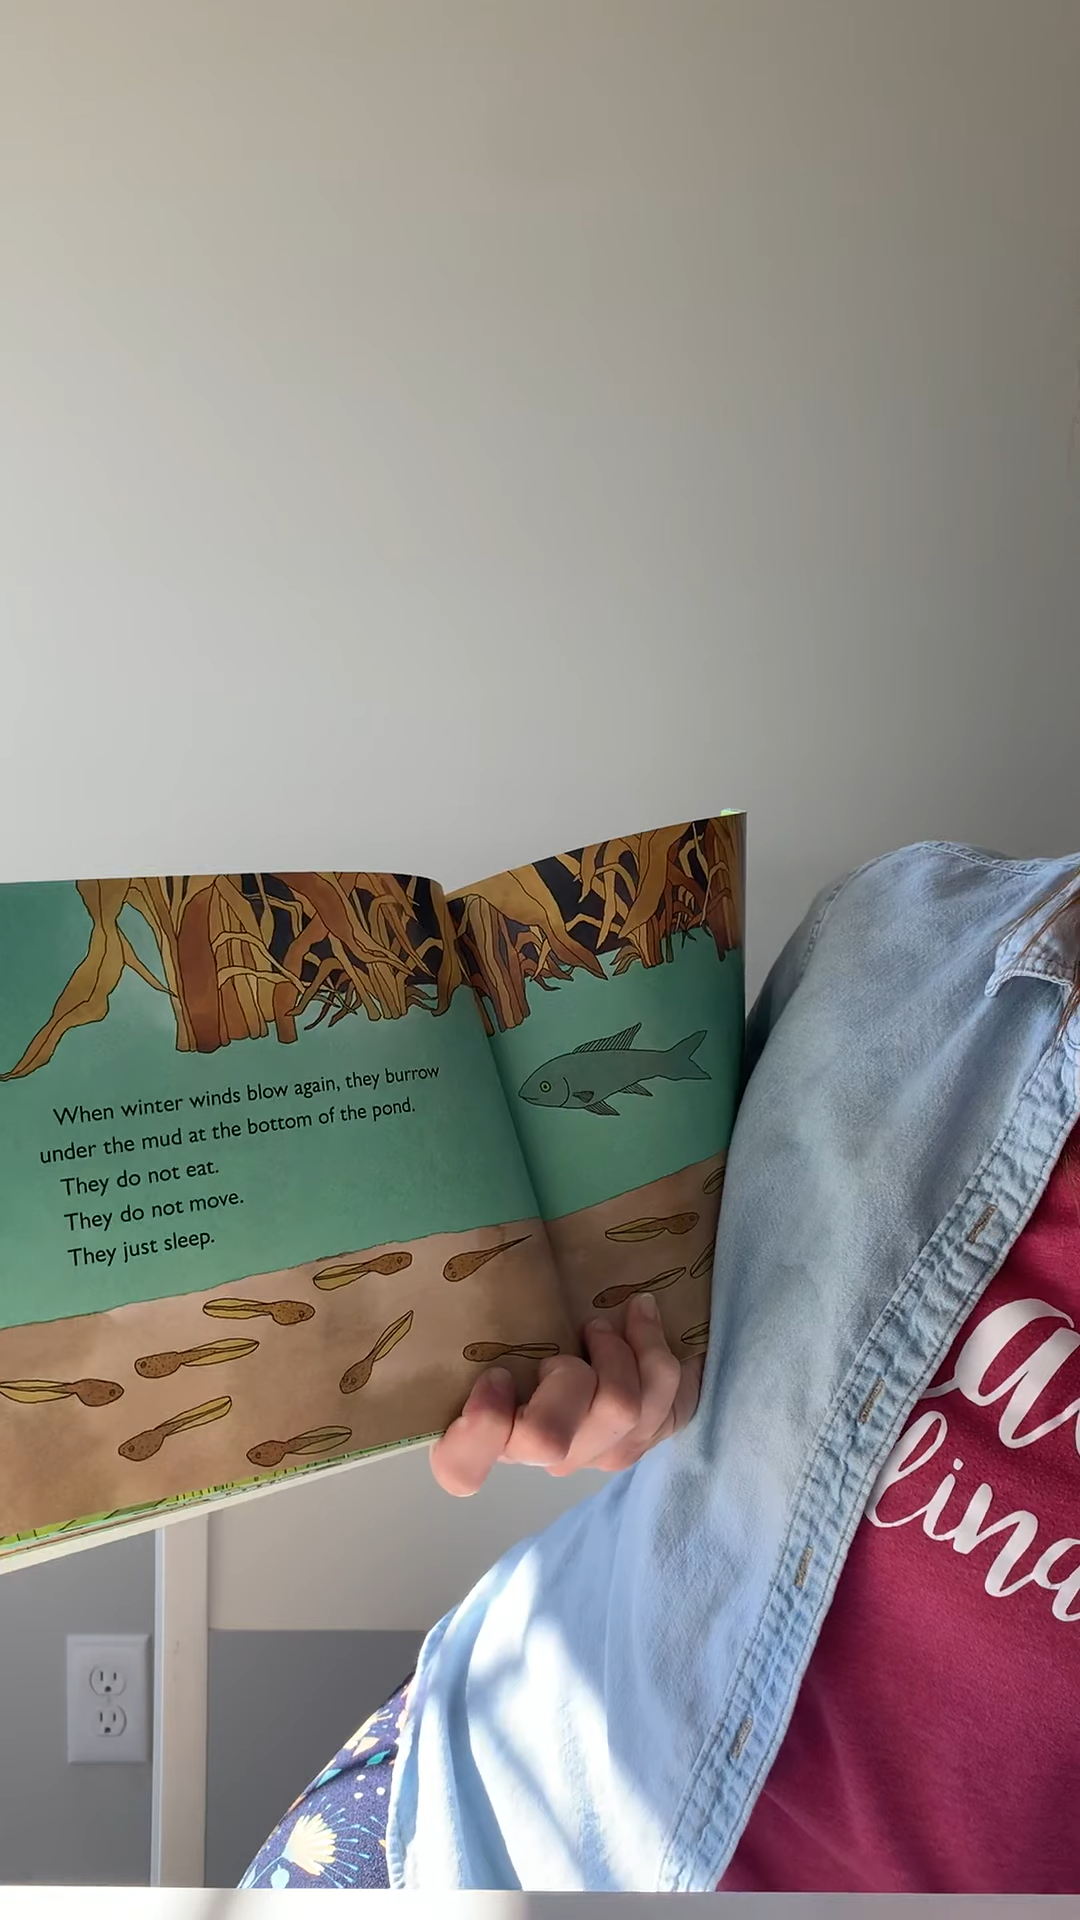 When winter winds blow again, they burrow
under the mud at the bottom of the pond.
They do not eat.
They do not move.
They just sleep.